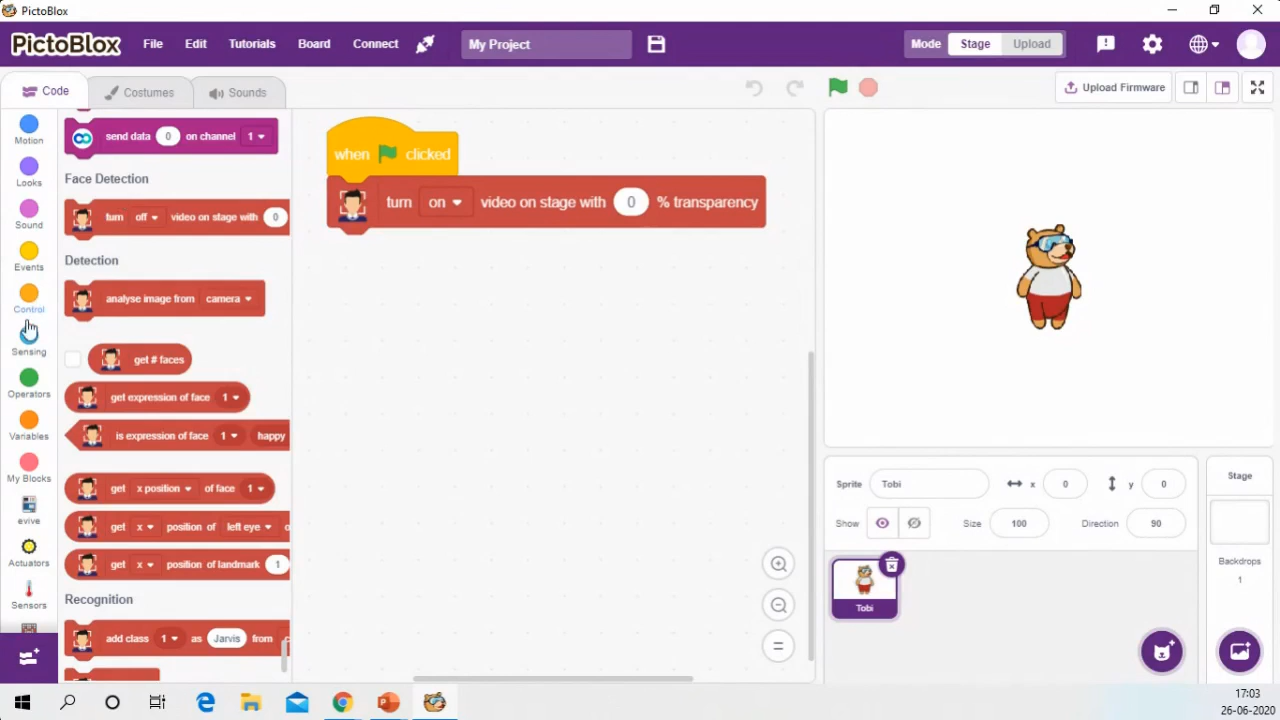 PictoBlox
PictoBlox File Edit Tutorials Board Connect My Project Mode Stage Upload
Code Costumes Sounds Upload Firmware
Motion
Looks
Sound
Events
Control
Sensing
Operators
Variables
My Blocks
evive
Actuators
Sensors
send data 0 on channel 1
Face Detection
turn off video on stage with 0
Detection
analyse image from camera
get # faces
get expression of face 1
is expression of face 1 happy
get x position of face 1
get x position of left eye o
get x position of landmark 1
Recognition
add class 1 as Jarvis from
when clicked
turn on video on stage with 0 % transparency
Sprite Tobi x 0 y 0
Show Size 100 Direction 90
Tobi
Stage
Backdrops
1
17:03
26-06-2020